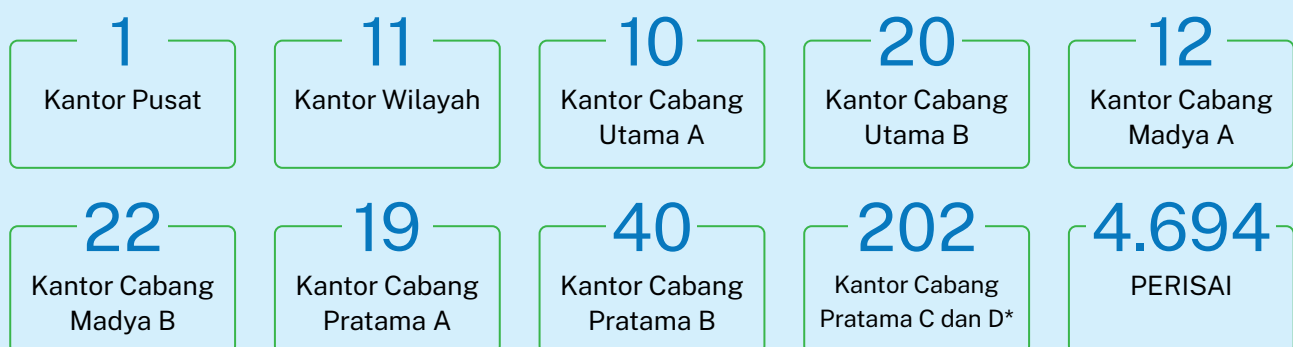 1
Kantor Pusat
11
Kantor Wilayah
10
Kantor Cabang
Utama A
20
Kantor Cabang
Utama B
12
Kantor Cabang
Madya A
22
Kantor Cabang
Madya B
19
Kantor Cabang
Pratama A
40
Kantor Cabang
Pratama B
202
Kantor Cabang
Pratama C dan D*
4.694
PERISAI